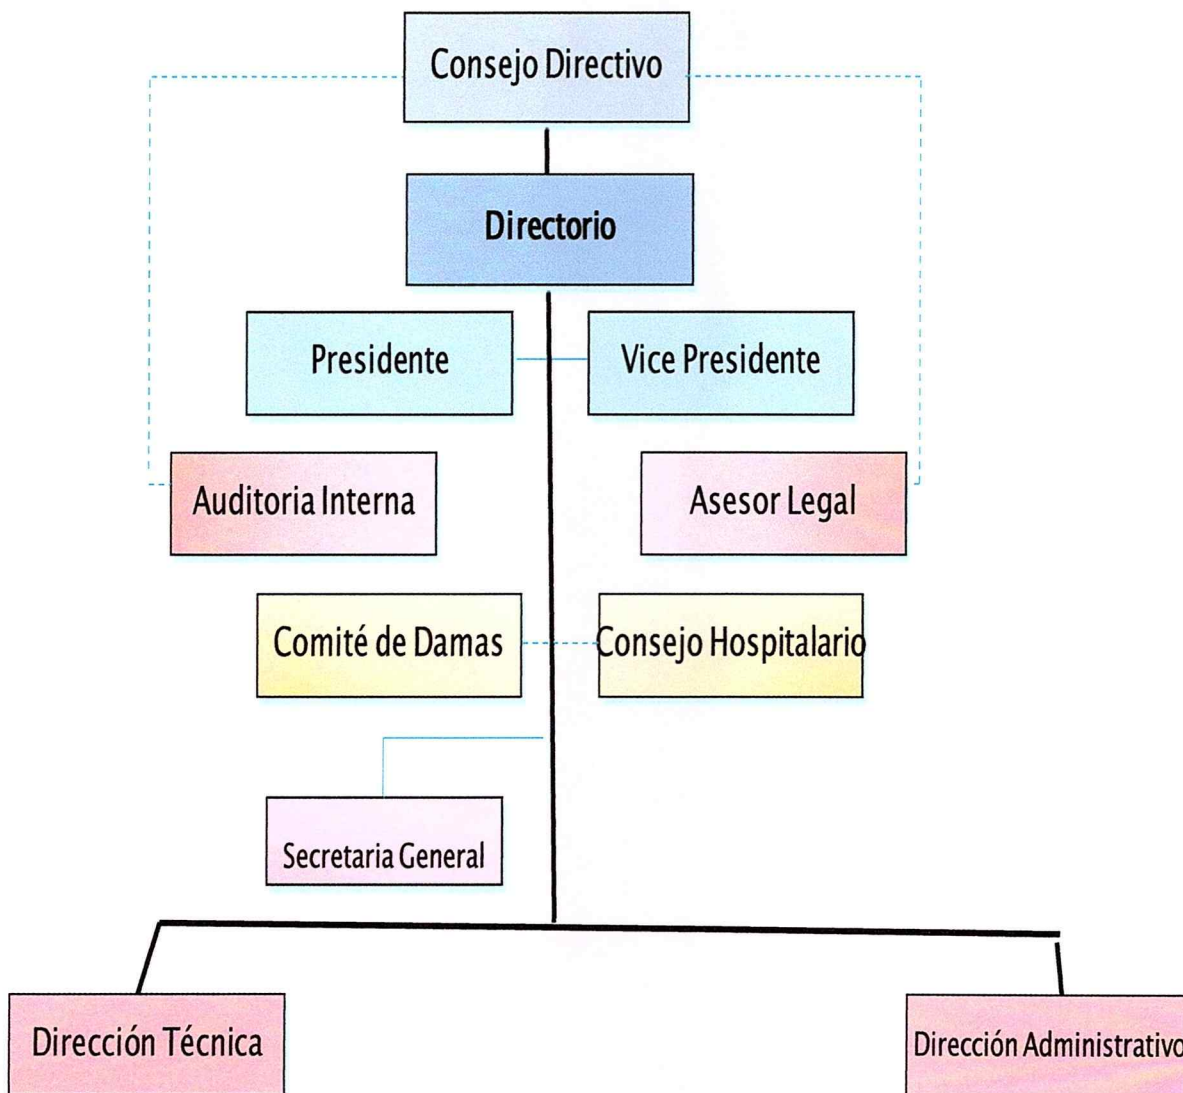 Consejo Directivo
Directorio
Presidente
Vice Presidente
Auditoria Interna
Asesor Legal
Comité de Damas
Consejo Hospitalario
Secretaria General
Dirección Técnica
Dirección Administrativo